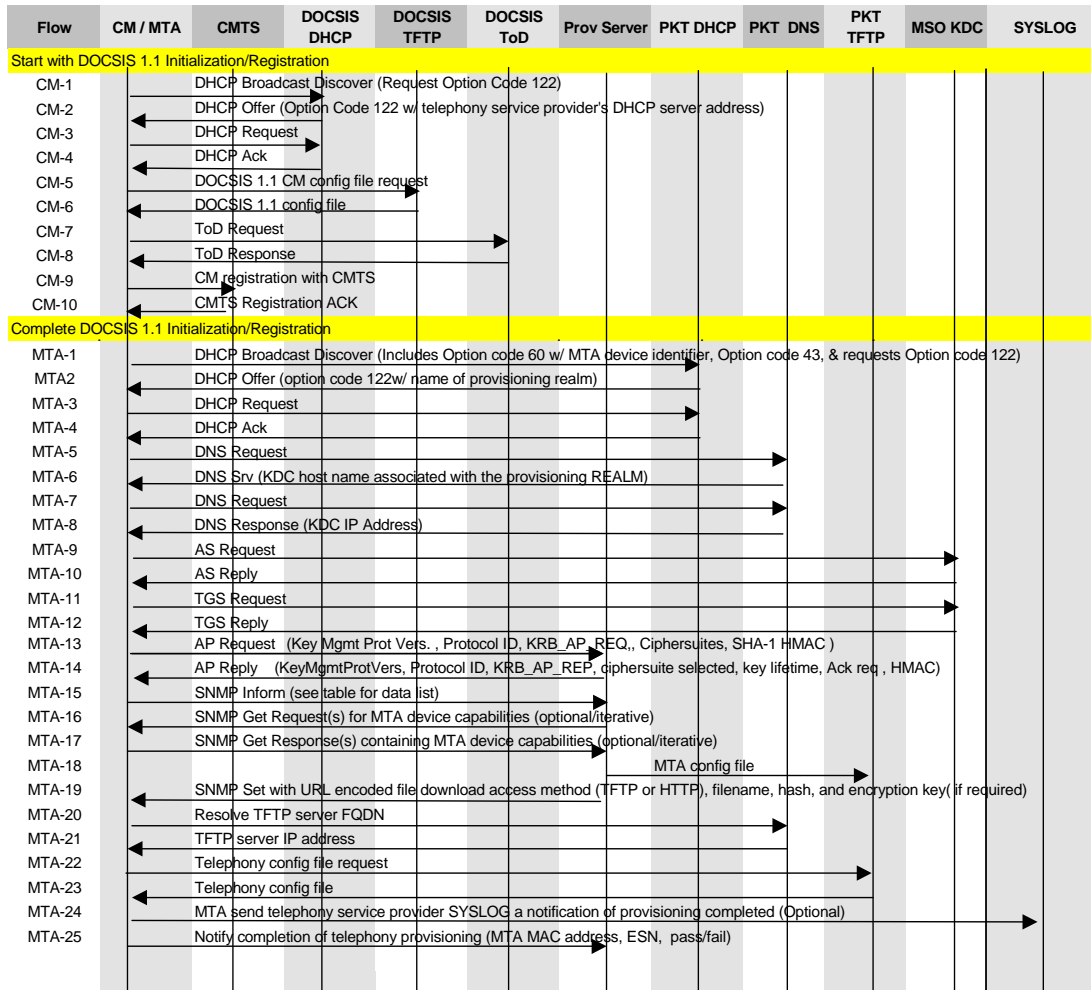 Flow CM / MTA CMTS DOCSIS DHCP DOCSIS TFTP DOCSIS ToD Prov Server PKT DHCP PKT DNS PKT TFTP MSO KDC SYSLOG
Start with DOCSIS 1.1 Initialization/Registration
CM-1 DHCP Broadcast Discover (Request Option Code 122)
CM-2 DHCP Offer (Option Code 122 w/ telephony service provider's DHCP server address)
CM-3 DHCP Request
CM-4 DHCP Ack
CM-5 DOCSIS 1.1 CM config file request
CM-6 DOCSIS 1.1 config file
CM-7 ToD Request
CM-8 ToD Response
CM-9 CM registration with CMTS
CM-10 CMTS Registration ACK
Complete DOCSIS 1.1 Initialization/Registration
MTA-1 DHCP Broadcast Discover (Includes Option code 60 w/ MTA device identifier, Option code 43, & requests Option code 122)
MTA2 DHCP Offer (option code 122w/ name of provisioning realm)
MTA-3 DHCP Request
MTA-4 DHCP Ack
MTA-5 DNS Request
MTA-6 DNS Srv (KDC host name associated with the provisioning REALM)
MTA-7 DNS Request
MTA-8 DNS Response (KDC IP Address)
MTA-9 AS Request
MTA-10 AS Reply
MTA-11 TGS Request
MTA-12 TGS Reply
MTA-13 AP Request (Key Mgmt Prot Vers. , Protocol ID, KRB_AP_REQ,, Ciphersuites, SHA-1 HMAC )
MTA-14 AP Reply (KeyMgmtProtVers, Protocol ID, KRB_AP_REP, ciphersuite selected, key lifetime, Ack req , HMAC)
MTA-15 SNMP Inform (see table for data list)
MTA-16 SNMP Get Request(s) for MTA device capabilities (optional/iterative)
MTA-17 SNMP Get Response(s) containing MTA device capabilities (optional/iterative)
MTA-18 MTA config file
MTA-19 SNMP Set with URL encoded file download access method (TFTP or HTTP), filename, hash, and encryption key( if required)
MTA-20 Resolve TFTP server FQDN
MTA-21 TFTP server IP address
MTA-22 Telephony config file request
MTA-23 Telephony config file
MTA-24 MTA send telephony service provider SYSLOG a notification of provisioning completed (Optional)
MTA-25 Notify completion of telephony provisioning (MTA MAC address, ESN, pass/fail)